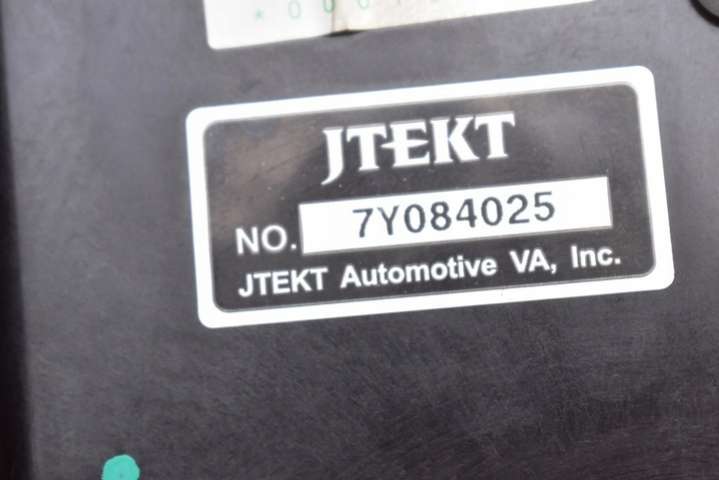 JTEKT
NO. 7Y084025
JTEKT Automotive VA, Inc.